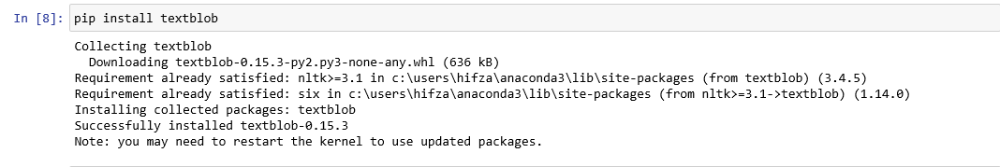 In [8]: pip install textblob
Collecting textblob
  Downloading textblob-0.15.3-py2.py3-none-any.whl (636 kB)
Requirement already satisfied: nltk>=3.1 in c:\users\hifza\anaconda3\lib\site-packages (from textblob) (3.4.5)
Requirement already satisfied: six in c:\users\hifza\anaconda3\lib\site-packages (from nltk>=3.1->textblob) (1.14.0)
Installing collected packages: textblob
Successfully installed textblob-0.15.3
Note: you may need to restart the kernel to use updated packages.